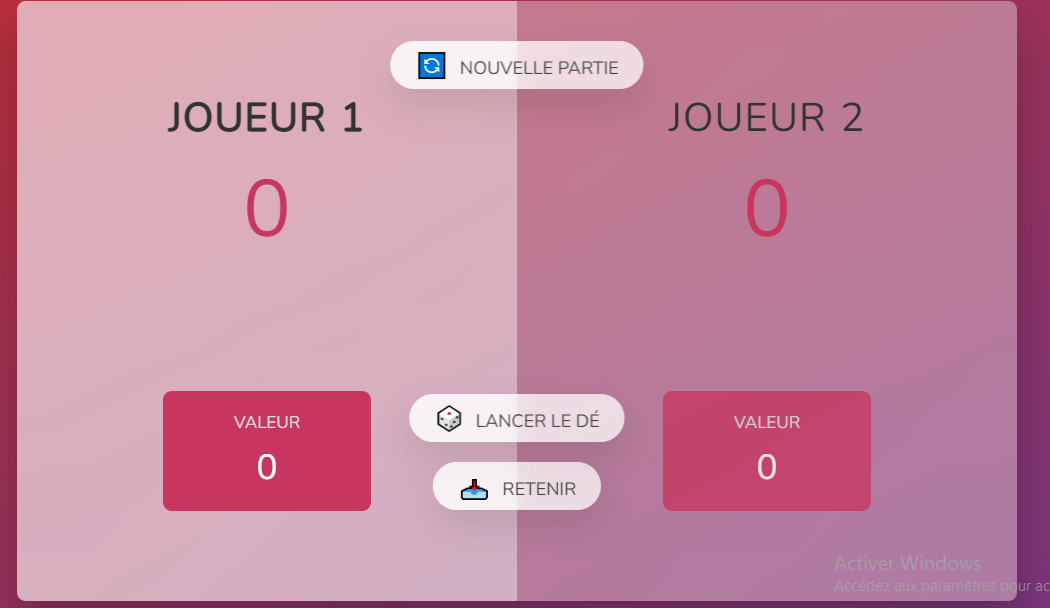 NOUVELLE PARTIE
JOUEUR 1
JOUEUR 2
0
0
VALEUR
0
LANCER LE DÉ
RETENIR
VALEUR
0
Activer Windows
Accédez aux paramètres pour ac